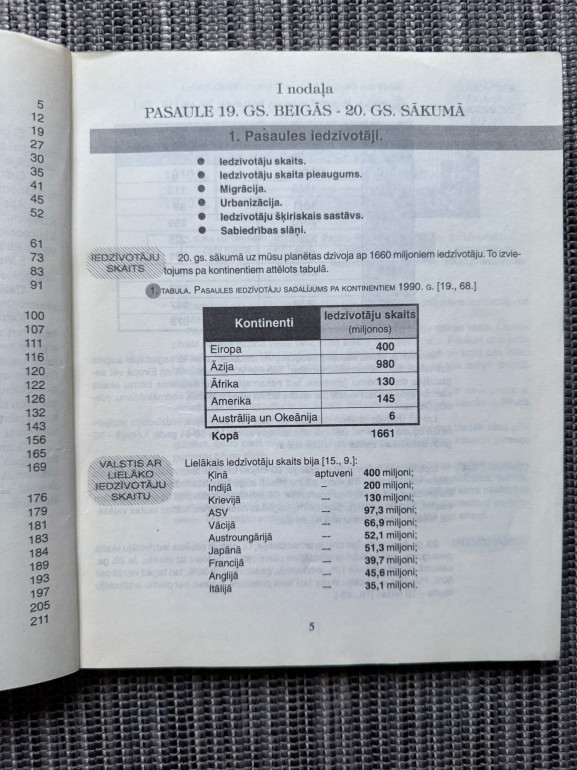 5
12
19
27
30
35
41
45
52
61
73
83
91
100
107
111
116
120
122
126
132
143
156
165
169
176
179
181
183
184
189
193
197
205
211
I nodaļa
PASAULE 19. GS. BEIGĀS - 20. GS. SĀKUMĀ
1. Pasaules iedzīvotāji.
● Iedzīvotāju skaits.
● Iedzīvotāju skaita pieaugums.
● Migrācija.
● Urbanizācija.
● Iedzīvotāju šķiriskais sastāvs.
● Sabiedrības slāņi.
IEDZĪVOTĀJU
SKAITS
20. gs. sākumā uz mūsu planētas dzīvoja ap 1660 miljoniem iedzīvotāju. To izvie-
tojums pa kontinentiem attēlots tabulā.
1. TABULA. PASAULES IEDZĪVOTĀJU SADALĪJUMS PA KONTINENTIEM 1990. G. [19., 68.]
Kontinenti Iedzīvotāju skaits
(miljonos)
Eiropa 400
Āzija 980
Āfrika 130
Amerika 145
Austrālija un Okeānija 6
Kopā 1661
VALSTIS AR
LIELĀKO
IEDZĪVOTĀJU
SKAITU
Lielākais iedzīvotāju skaits bija [15., 9.]:
Ķīnā aptuveni 400 miljoni;
Indijā – 200 miljoni;
Krievijā — 130 miljoni;
ASV — 97,3 miljoni;
Vācijā — 66,9 miljoni;
Austroungārijā — 52,1 miljoni;
Japānā — 51,3 miljoni;
Francijā — 39,7 miljoni;
Anglijā — 45,6 miljoni;
Itālijā — 35,1 miljoni.
5